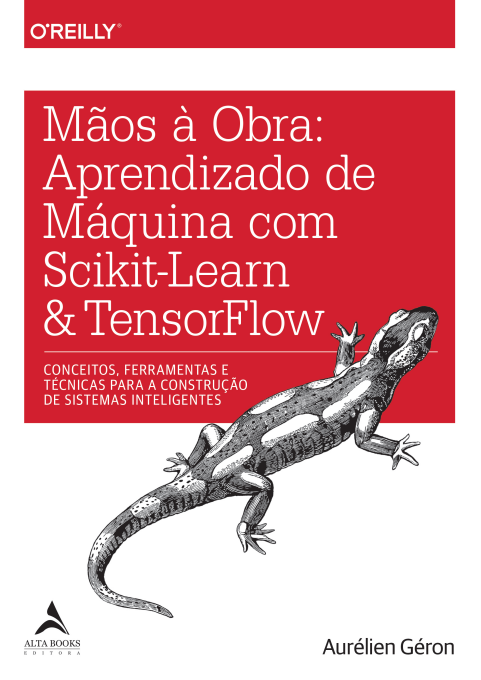 O'REILLY®
Mãos à Obra:
Aprendizado de
Máquina com
Scikit-Learn
& TensorFlow
CONCEITOS, FERRAMENTAS E
TÉCNICAS PARA A CONSTRUÇÃO
DE SISTEMAS INTELIGENTES
ALTA BOOKS
EDITORA
Aurélien Géron